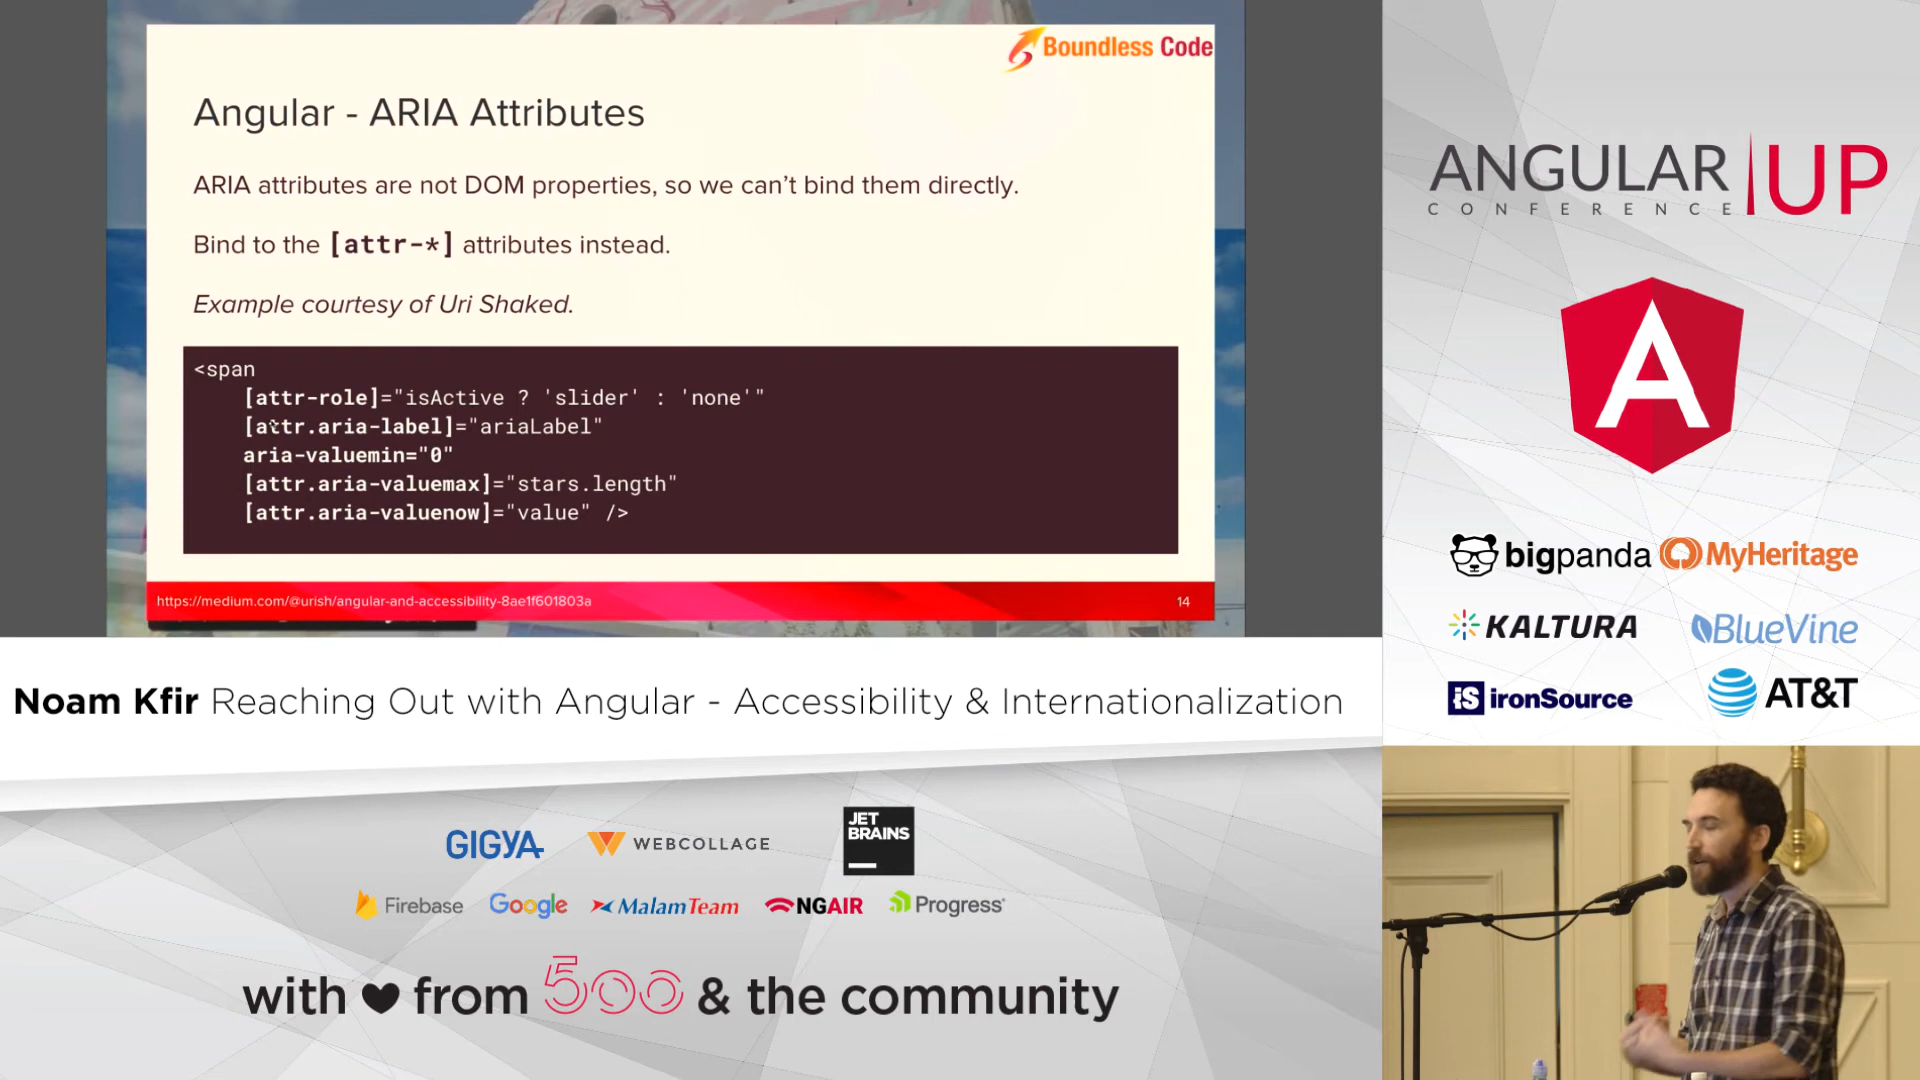 Boundless Code
Angular - ARIA Attributes
ARIA attributes are not DOM properties, so we can't bind them directly.
Bind to the [attr-*] attributes instead.
Example courtesy of Uri Shaked.
<span
[attr-role]="isActive ? 'slider' : 'none'"
[attr.aria-label]="ariaLabel"
aria-valuemin="0"
[attr.aria-valuemax]="stars.length"
[attr.aria-valuenow]="value" />
https://medium.com/@urish/angular-and-accessibility-8ae1f601803a
14
Noam Kfir Reaching Out with Angular - Accessibility & Internationalization
GIGYA
WEBCOLLAGE
JET
BRAINS
Firebase
Google
MalamTeam
NGAIR
Progress
with from 500 & the community
ANGULAR UP
CONFERENCE
A
bigpanda
MyHeritage
KALTURA
BlueVine
iS ironSource
AT&T